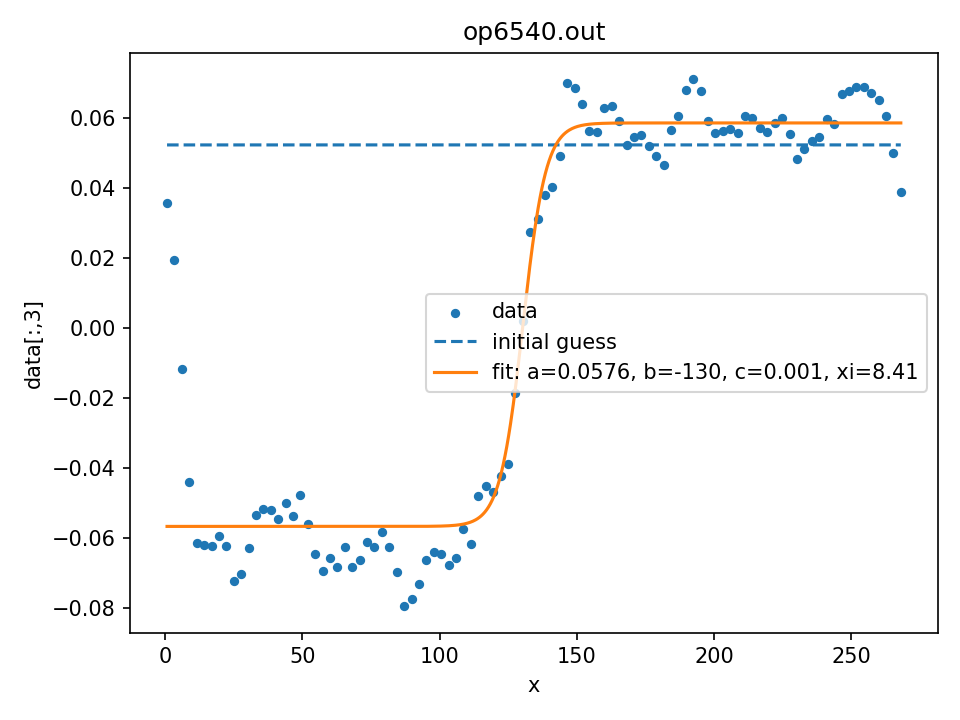 op6540.out
0.06
0.04
0.02
0.00
−0.02
−0.04
−0.06
−0.08
data[:,3]
data
initial guess
fit: a=0.0576, b=-130, c=0.001, xi=8.41
0 50 100 150 200 250
x